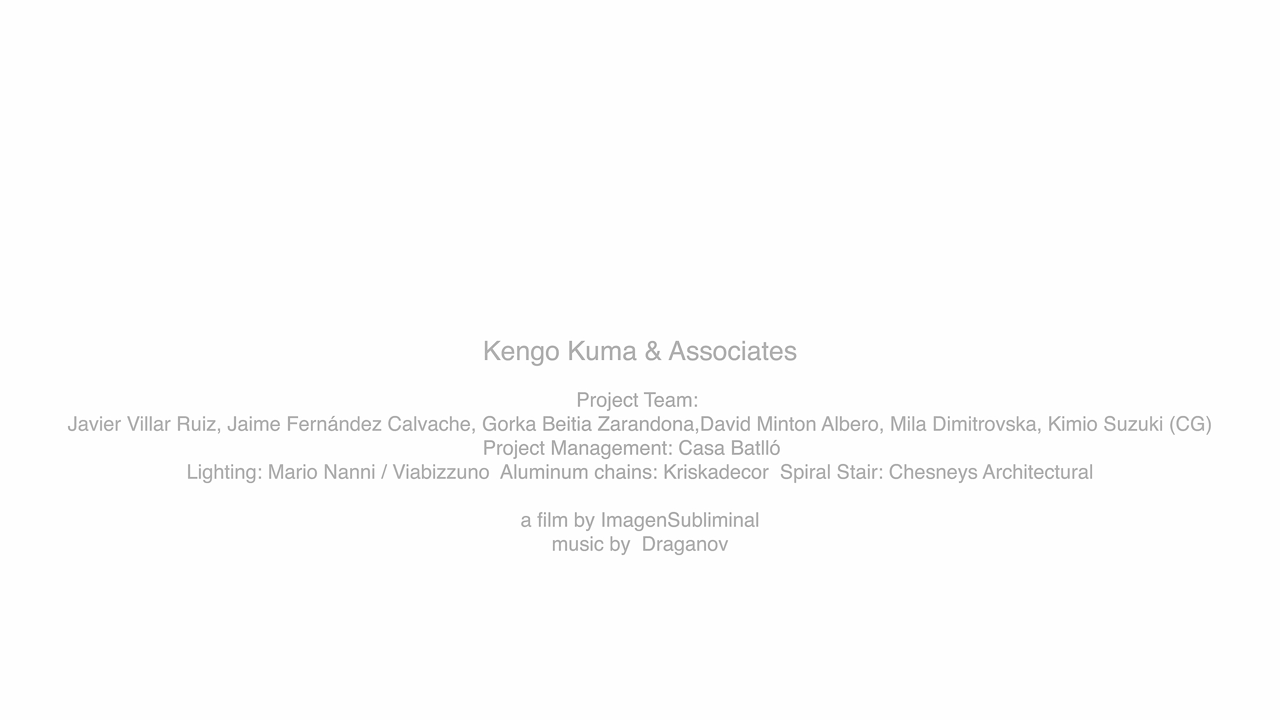 Kengo Kuma & Associates
Project Team:
Javier Villar Ruiz, Jaime Fernández Calvache, Gorka Beitia Zarandona,David Minton Albero, Mila Dimitrovska, Kimio Suzuki (CG)
Project Management: Casa Batlló
Lighting: Mario Nanni / Viabizzuno  Aluminum chains: Kriskadecor  Spiral Stair: Chesneys Architectural
a film by ImagenSubliminal
music by  Draganov